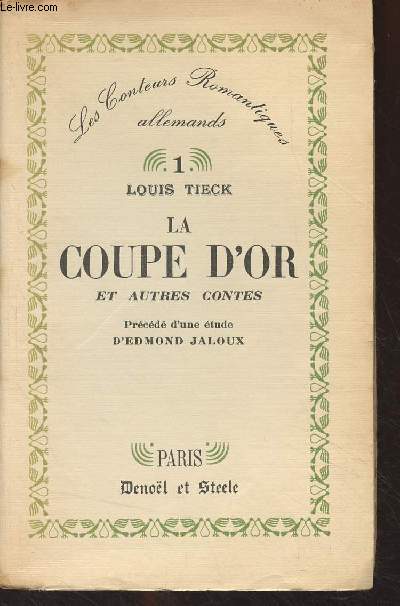 Le-livre.com
Les Conteurs Romantiques
allemands
1
LOUIS TIECK
LA
COUPE D'OR
ET AUTRES CONTES
Précédé d'une étude
D'EDMOND JALOUX
PARIS
Denoël et Steele